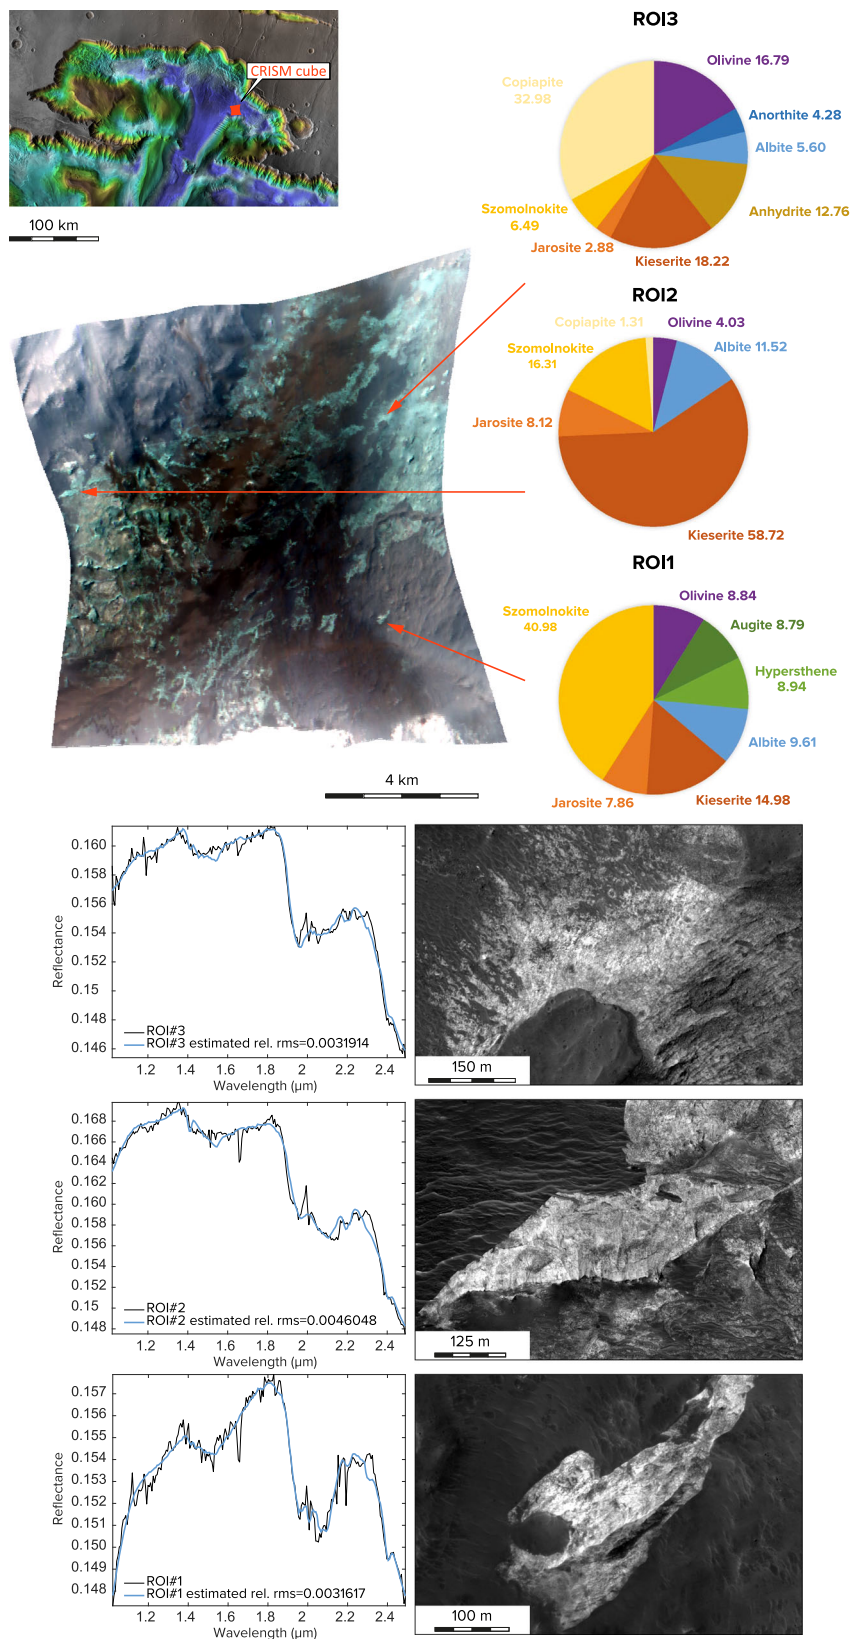 CRISM cube
100 km
ROI3
Olivine 16.79
Copiapite
32.98
Anorthite 4.28
Albite 5.60
Anhydrite 12.76
Szomolnokite
6.49
Jarosite 2.88
Kieserite 18.22
ROI2
Copiapite 1.31
Olivine 4.03
Szomolnokite
16.31
Albite 11.52
Jarosite 8.12
Kieserite 58.72
ROI1
Olivine 8.84
Szomolnokite
40.98
Augite 8.79
Hypersthene
8.94
Albite 9.61
Jarosite 7.86
Kieserite 14.98
4 km
0.160
0.158
0.156
0.154
0.152
0.15
0.148
0.146
Reflectance
ROI#3
ROI#3 estimated rel. rms=0.0031914
1.2 1.4 1.6 1.8 2 2.2 2.4
Wavelength (µm)
150 m
0.168
0.166
0.164
0.162
0.160
0.158
0.156
0.154
0.152
0.15
0.148
Reflectance
ROI#2
ROI#2 estimated rel. rms=0.0046048
1.2 1.4 1.6 1.8 2 2.2 2.4
Wavelength (µm)
125 m
0.157
0.155
0.154
0.153
0.152
0.151
0.150
0.149
0.148
Reflectance
ROI#1
ROI#1 estimated rel. rms=0.0031617
1.2 1.4 1.6 1.8 2 2.2 2.4
Wavelength (µm)
100 m